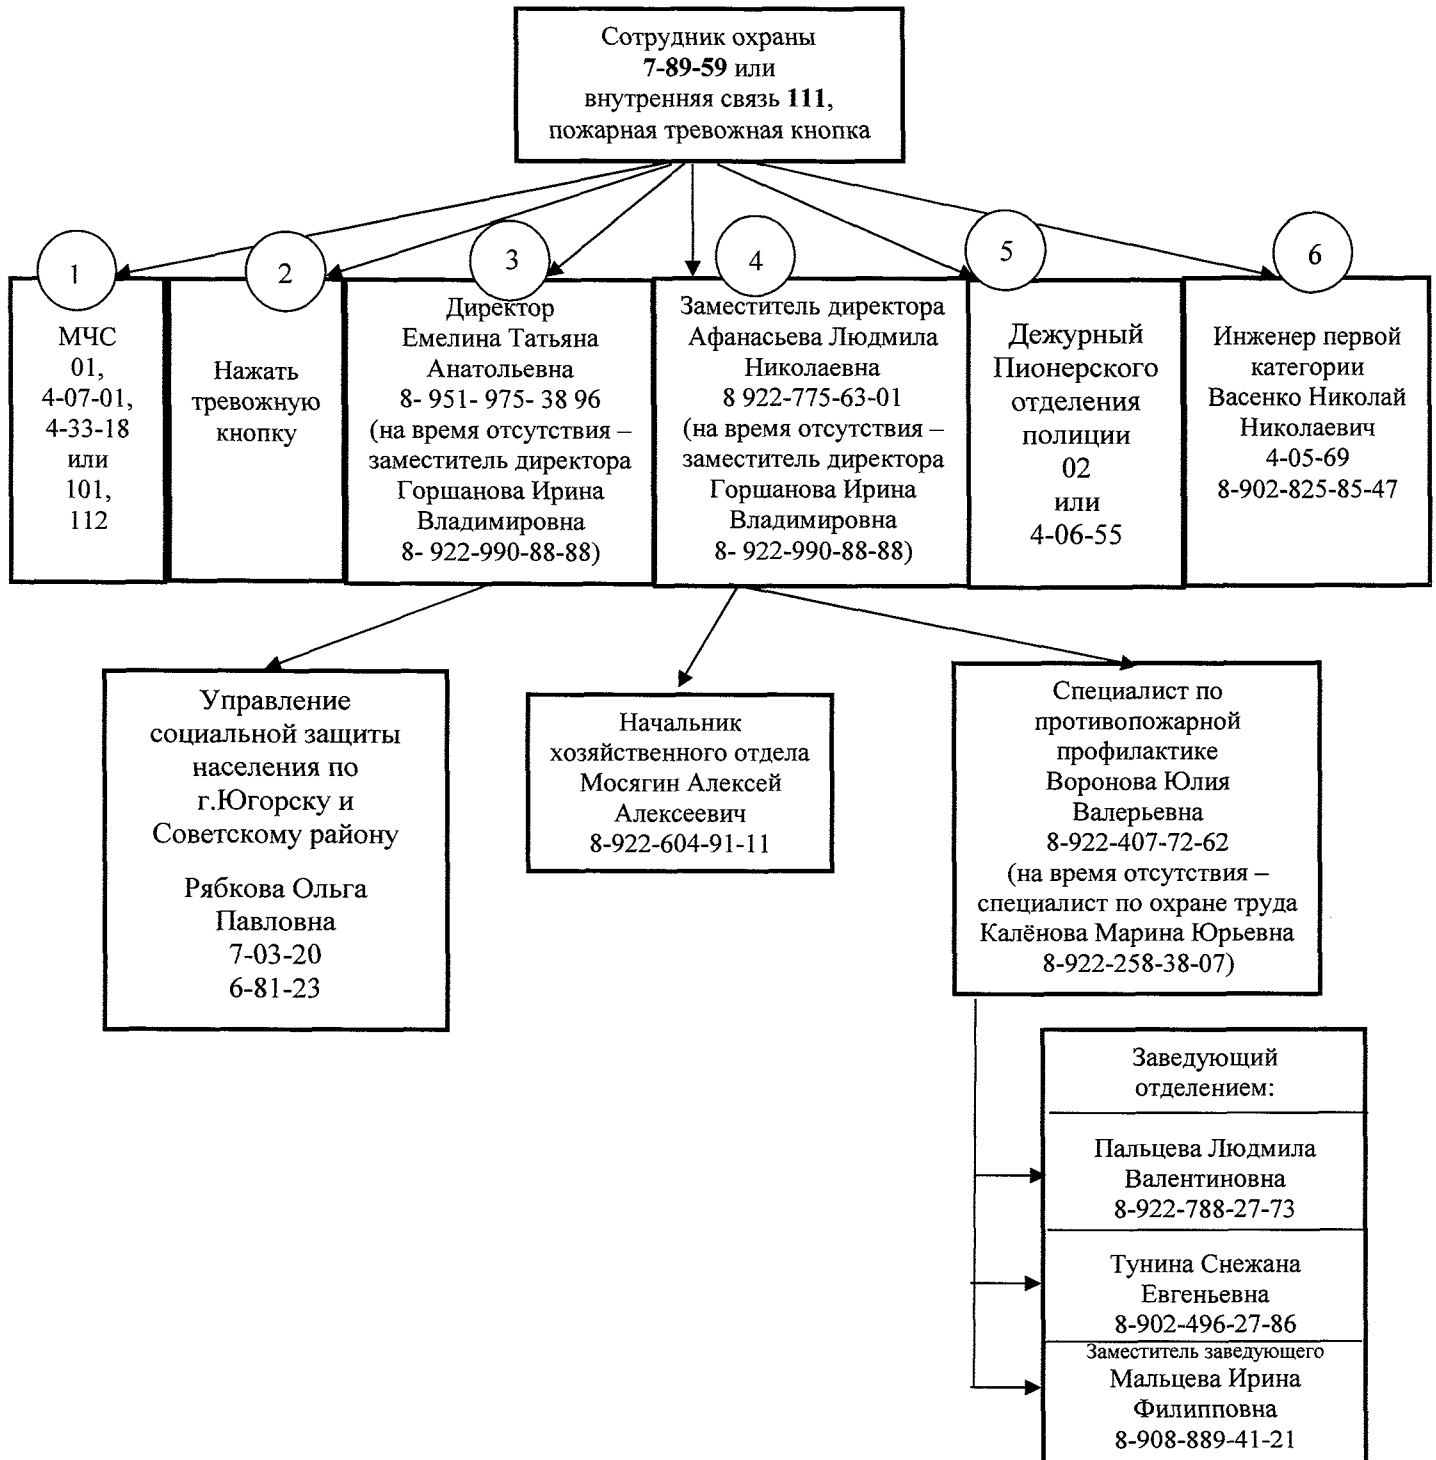 Сотрудник охраны
7-89-59 или
внутренняя связь 111,
пожарная тревожная кнопка
1
МЧС
01,
4-07-01,
4-33-18
или
101,
112
2
Нажать
тревожную
кнопку
3
Директор
Емелина Татьяна
Анатольевна
8- 951- 975- 38 96
(на время отсутствия –
заместитель директора
Горшанова Ирина
Владимировна
8- 922-990-88-88)
4
Заместитель директора
Афанасьева Людмила
Николаевна
8 922-775-63-01
(на время отсутствия –
заместитель директора
Горшанова Ирина
Владимировна
8- 922-990-88-88)
5
Дежурный
Пионерского
отделения
полиции
02
или
4-06-55
6
Инженер первой
категории
Васенко Николай
Николаевич
4-05-69
8-902-825-85-47
Управление
социальной защиты
населения по
г.Югорску и
Советскому району
Рябкова Ольга
Павловна
7-03-20
6-81-23
Начальник
хозяйственного отдела
Мосягин Алексей
Алексеевич
8-922-604-91-11
Специалист по
противопожарной
профилактике
Воронова Юлия
Валерьевна
8-922-407-72-62
(на время отсутствия –
специалист по охране труда
Калёнова Марина Юрьевна
8-922-258-38-07)
Заведующий
отделением:
Пальцева Людмила
Валентиновна
8-922-788-27-73
Тунина Снежана
Евгеньевна
8-902-496-27-86
Заместитель заведующего
Мальцева Ирина
Филипповна
8-908-889-41-21